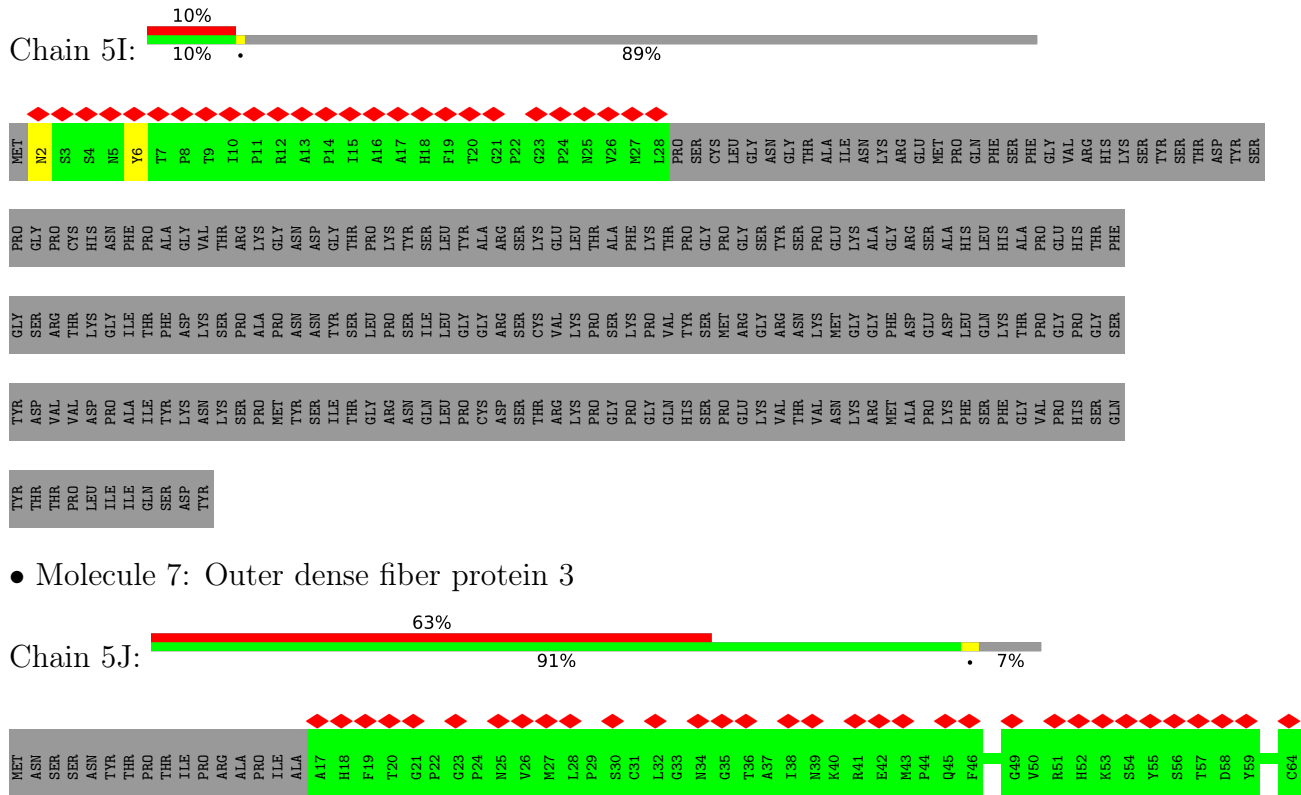 10%
Chain 5I:
10% • 89%
MET N2 S3 S4 N5 Y6 T7 P8 T9 I10 P11 R12 A13 P14 I15 A16 A17 H18 F19 T20 G21 P22 G23 P24 N25 V26 M27 L28 PRO SER CYS LEU GLY ASN GLY THR ALA ILE ASN LYS ARG GLU MET PRO GLN PHE SER PHE GLY VAL ARG HIS LYS SER TYR SER THR ASP TYR SER
PRO GLY PRO CYS HIS ASN PHE PRO ALA GLY VAL THR ARG LYS GLY ASN ASP GLY THR PRO LYS TYR SER LEU TYR ALA ARG SER LYS GLU LEU THR ALA PHE LYS THR PRO GLY PRO GLY SER TYR SER PRO GLU LYS ALA GLY ARG SER ALA HIS LEU HIS ALA PRO GLU HIS THR PHE
GLY SER ARG THR LYS GLY ILE THR PHE ASP LYS SER PRO ALA PRO ASN ASN TYR SER LEU PRO SER ILE LEU GLY GLY ARG SER CYS VAL LYS PRO SER LYS PRO VAL TYR SER MET ARG GLY ARG ASN LYS MET GLY GLY PHE ASP GLU ASP LEU GLN LYS THR PRO GLY PRO GLY SER
TYR ASP VAL VAL ASP PRO ALA ILE TYR LYS ASN LYS SER PRO MET TYR SER ILE THR GLY ARG ASN GLN LEU PRO CYS ASP SER THR ARG LYS PRO GLY PRO GLY GLN HIS SER PRO GLU LYS VAL THR VAL ASN LYS ARG MET ALA PRO LYS PHE SER PHE GLY VAL PRO HIS SER GLN
TYR THR THR PRO LEU ILE ILE GLN SER ASP TYR
• Molecule 7: Outer dense fiber protein 3
63%
Chain 5J:
91% • 7%
MET ASN SER SER ASN TYR THR PRO THR ILE PRO ARG ALA PRO ILE ALA A17 H18 F19 T20 G21 P22 G23 P24 N25 V26 M27 L28 P29 S30 C31 L32 G33 N34 G35 T36 A37 I38 N39 K40 R41 E42 M43 P44 Q45 F46 G49 V50 R51 H52 K53 S54 Y55 S56 T57 D58 Y59 C64